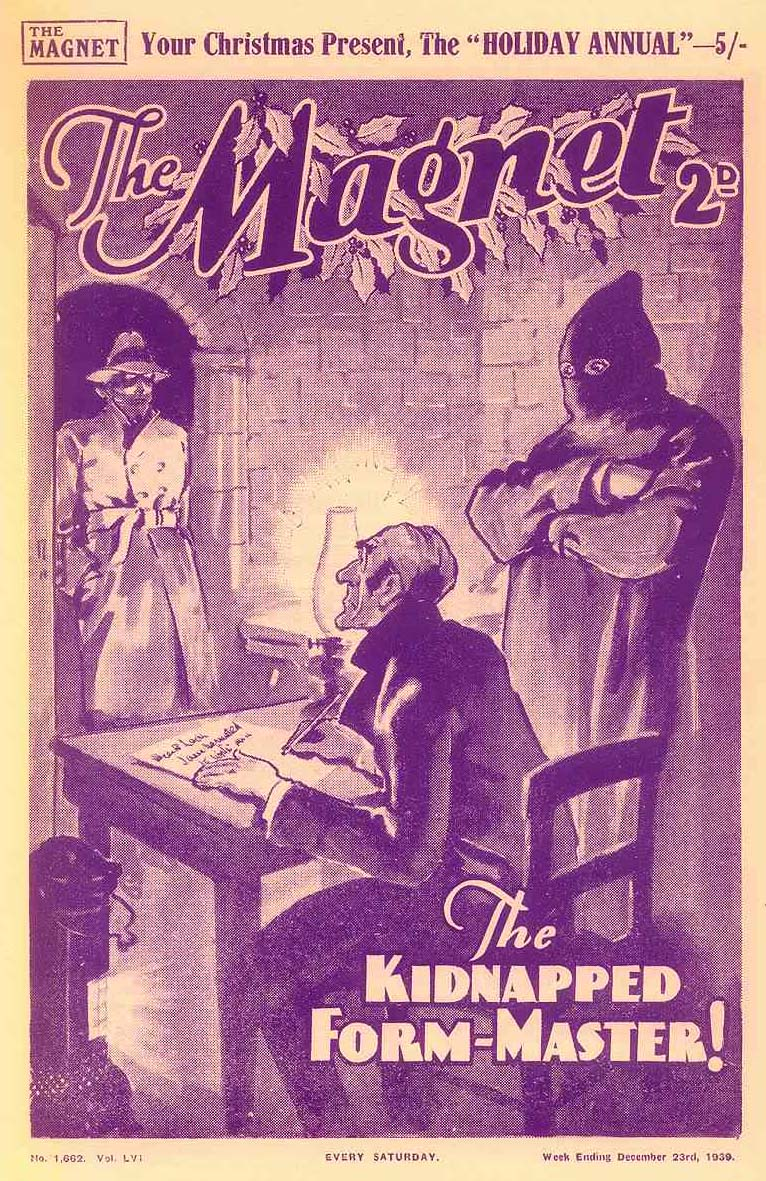 THE
MAGNET
Your Christmas Present, The "HOLIDAY ANNUAL"—5/-
The Magnet 2D
The
KIDNAPPED
FORM-MASTER!
No. 1,662. Vol. LVI
EVERY SATURDAY.
Week Ending December 23rd, 1939.